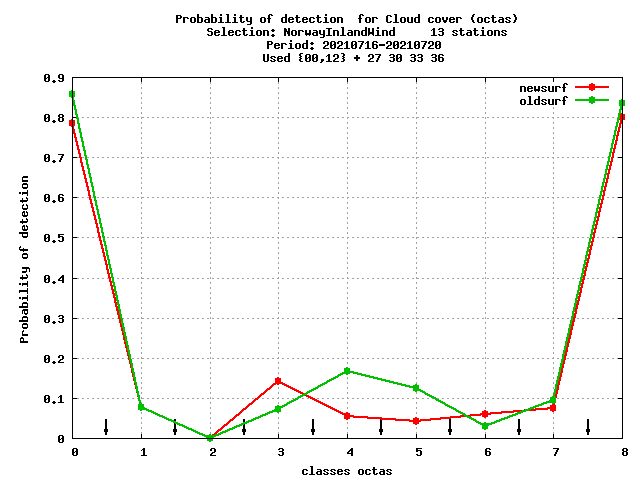 Probability of detection  for Cloud cover (octas)
Selection: NorwayInlandWind     13 stations
Period: 20210716-20210720
Used {00,12} + 27 30 33 36
newsurf
oldsurf
Probability of detection
0.9
0.8
0.7
0.6
0.5
0.4
0.3
0.2
0.1
0
0 1 2 3 4 5 6 7 8
classes octas